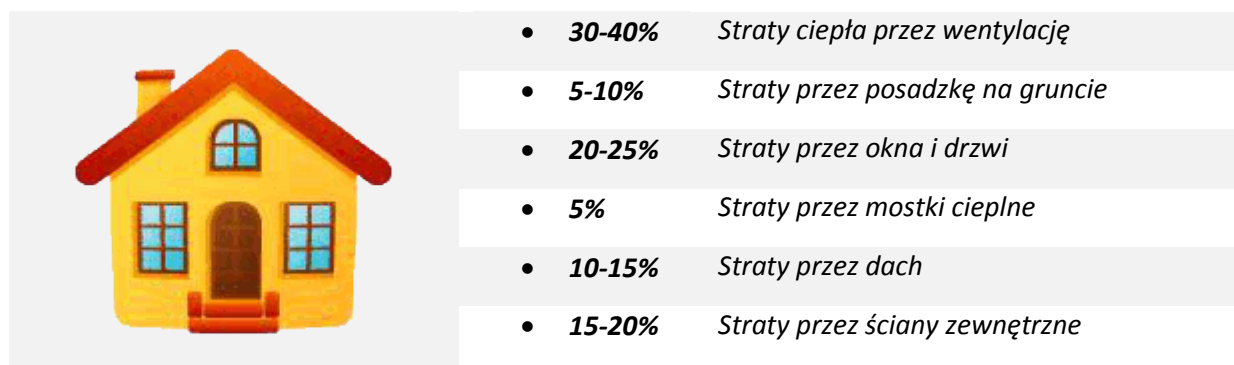 • 30-40% Straty ciepła przez wentylację
• 5-10% Straty przez posadzkę na gruncie
• 20-25% Straty przez okna i drzwi
• 5% Straty przez mostki cieplne
• 10-15% Straty przez dach
• 15-20% Straty przez ściany zewnętrzne